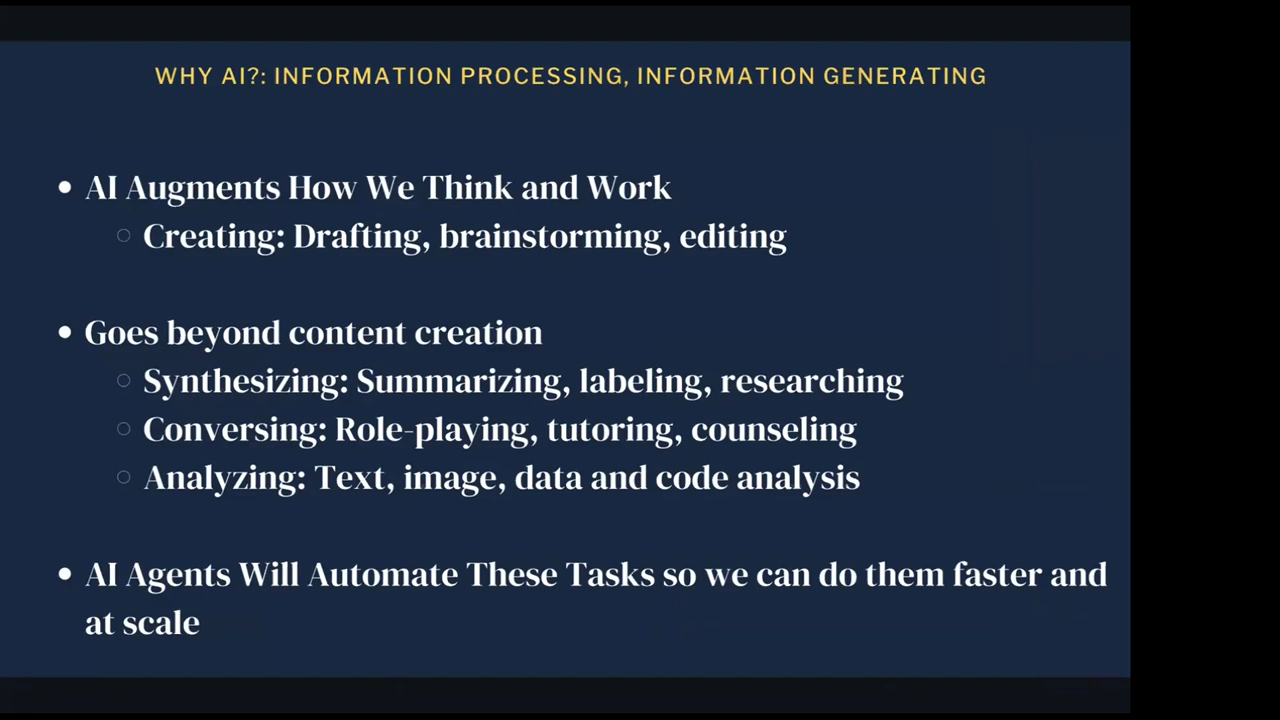 WHY AI?: INFORMATION PROCESSING, INFORMATION GENERATING
• AI Augments How We Think and Work
○ Creating: Drafting, brainstorming, editing
• Goes beyond content creation
○ Synthesizing: Summarizing, labeling, researching
○ Conversing: Role-playing, tutoring, counseling
○ Analyzing: Text, image, data and code analysis
• AI Agents Will Automate These Tasks so we can do them faster and
at scale